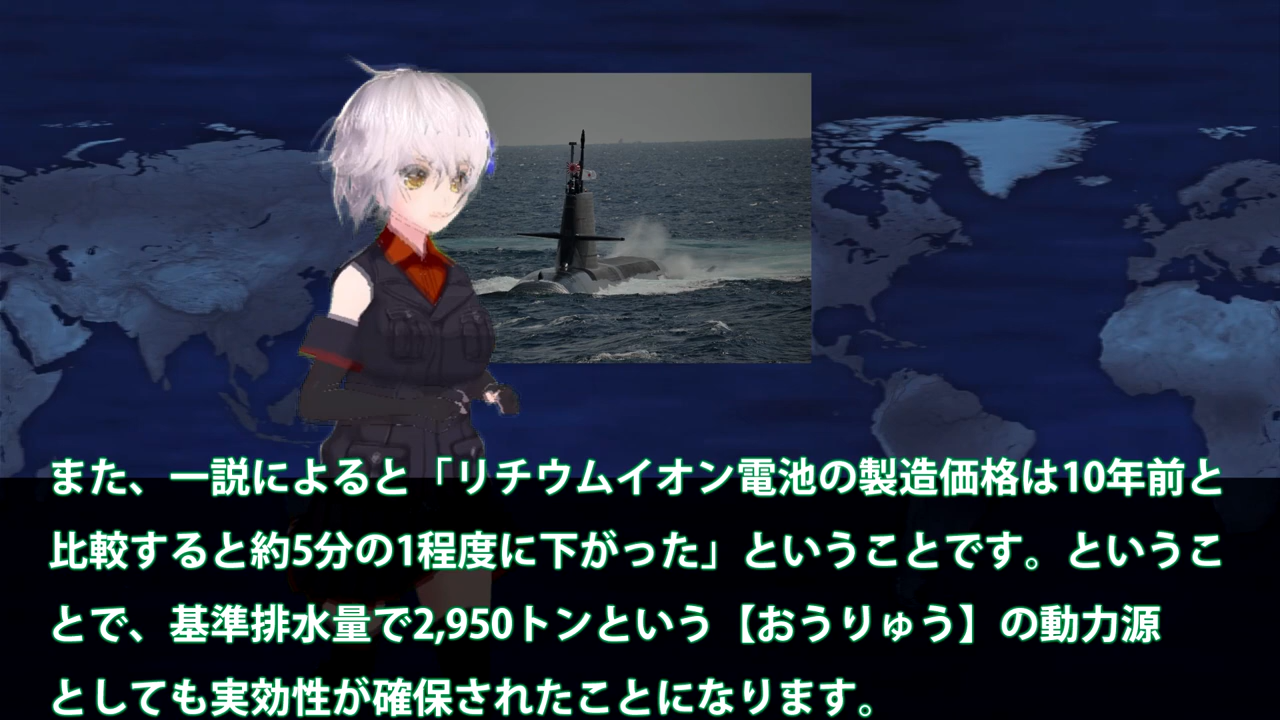 また、一説によると「リチウムイオン電池の製造価格は10年前と
比較すると約5分の1程度に下がった」ということです。というこ
とで、基準排水量で2,950トンという【おうりゅう】の動力源
としても実効性が確保されたことになります。